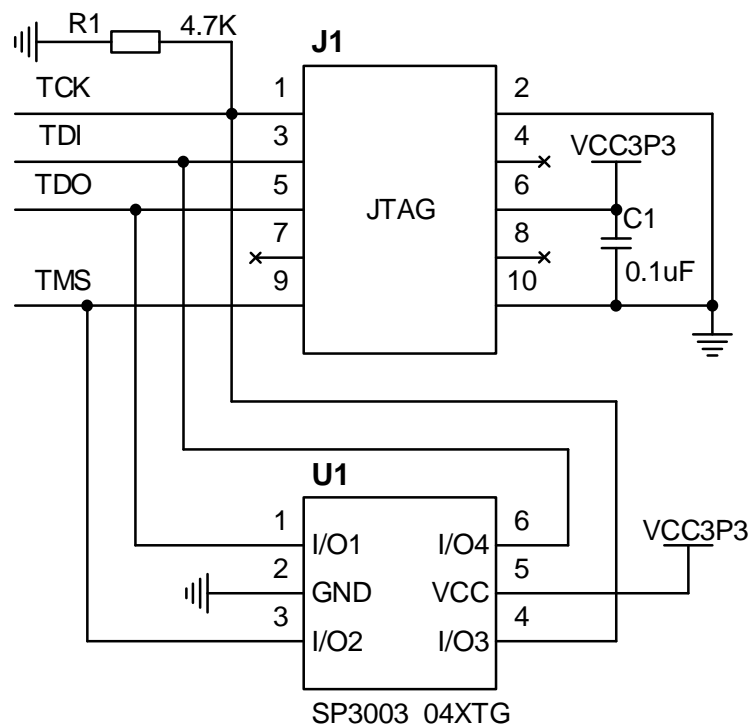 R1 4.7K
J1
TCK 1 2
TDI 3 4 VCC3P3
TDO 5 6
JTAG C1
7 8
0.1uF
TMS 9 10
U1
1 I/O1 I/O4 6 VCC3P3
2 GND VCC 5
3 I/O2 I/O3 4
SP3003_04XTG